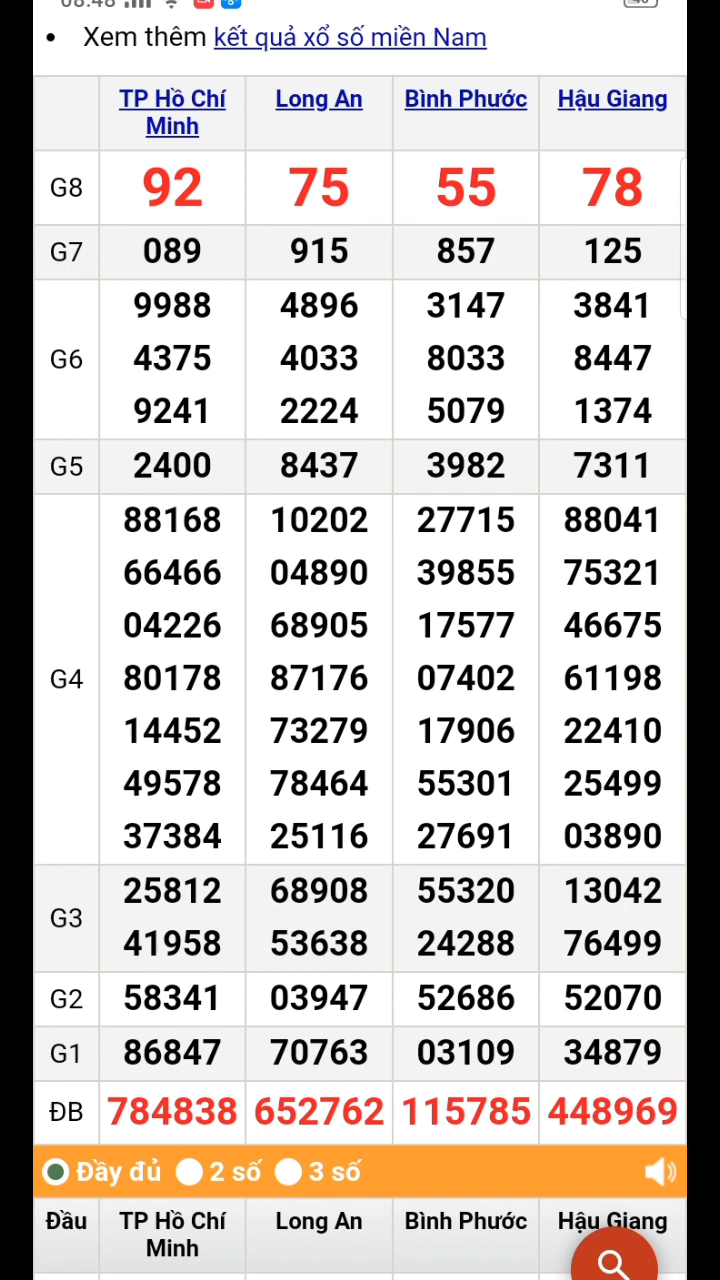 08:48
Xem thêm kết quả xổ số miền Nam
TP Hồ Chí Minh Long An Bình Phước Hậu Giang
G8 92 75 55 78
G7 089 915 857 125
G6
9988 4896 3147 3841
4375 4033 8033 8447
9241 2224 5079 1374
G5 2400 8437 3982 7311
G4
88168 10202 27715 88041
66466 04890 39855 75321
04226 68905 17577 46675
80178 87176 07402 61198
14452 73279 17906 22410
49578 78464 55301 25499
37384 25116 27691 03890
G3
25812 68908 55320 13042
41958 53638 24288 76499
G2 58341 03947 52686 52070
G1 86847 70763 03109 34879
ĐB 784838 652762 115785 448969
Đầy đủ 2 số 3 số
Đầu TP Hồ Chí Minh Long An Bình Phước Hậu Giang